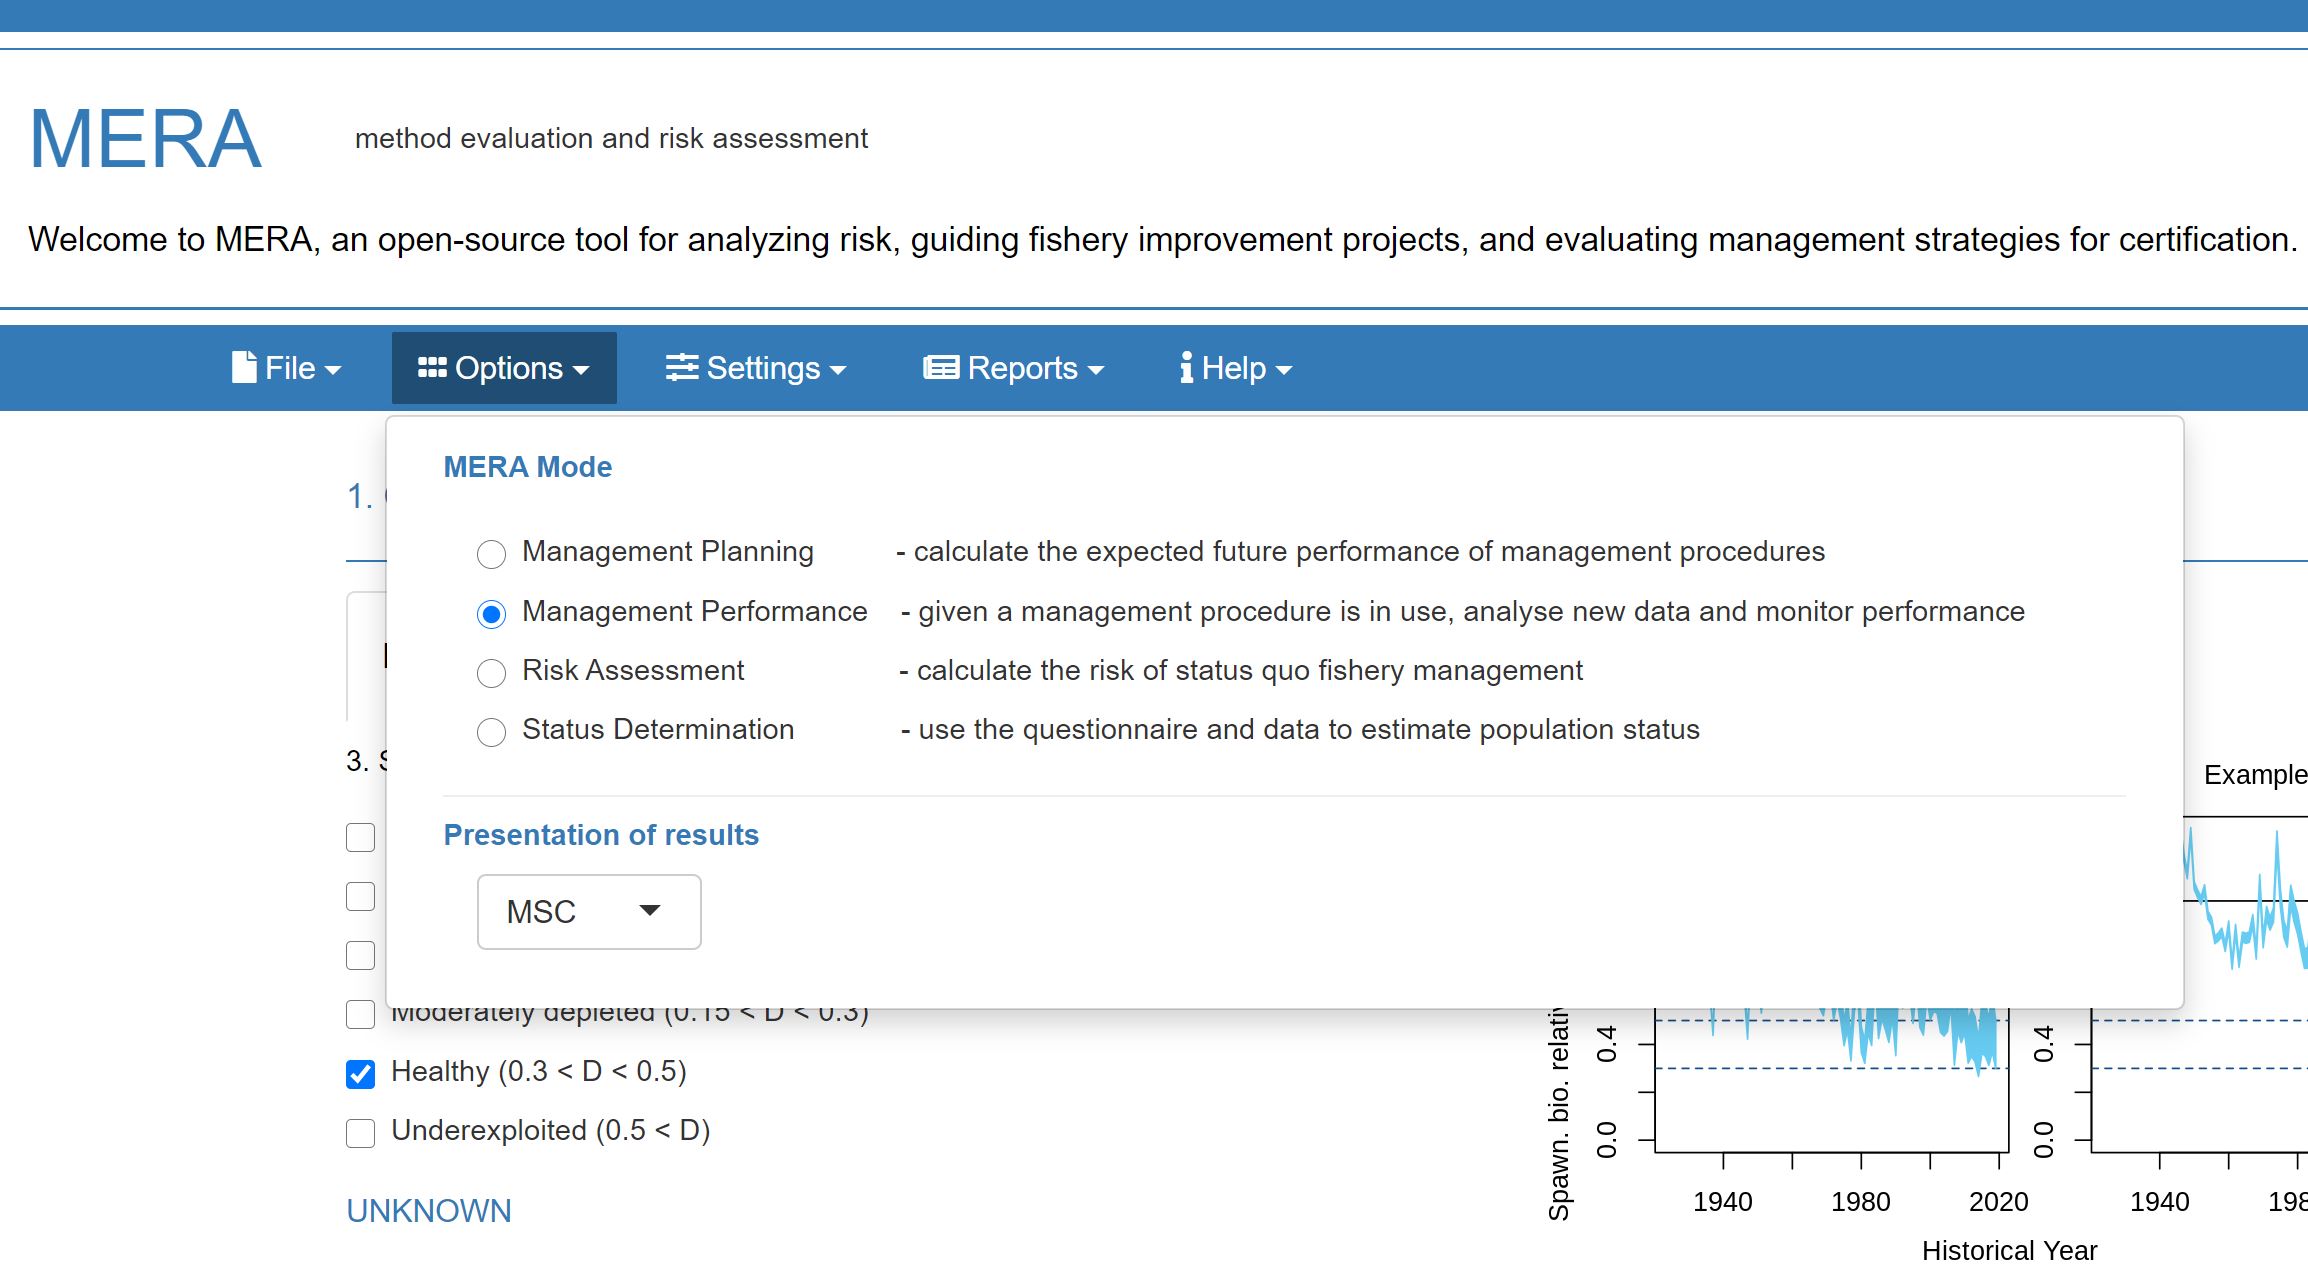 MERA
method evaluation and risk assessment
Welcome to MERA, an open-source tool for analyzing risk, guiding fishery improvement projects, and evaluating management strategies for certification.
File
Options
Settings
Reports
Help
1.
MERA Mode
Management Planning - calculate the expected future performance of management procedures
Management Performance - given a management procedure is in use, analyse new data and monitor performance
Risk Assessment - calculate the risk of status quo fishery management
Status Determination - use the questionnaire and data to estimate population status
3.
Presentation of results
MSC
Example
Moderately depleted (0.15 < D < 0.3)
Healthy (0.3 < D < 0.5)
Underexploited (0.5 < D)
UNKNOWN
Spawn. bio. relati
0.4
0.0
0.4
0.0
1940 1980 2020
1940 198
Historical Year